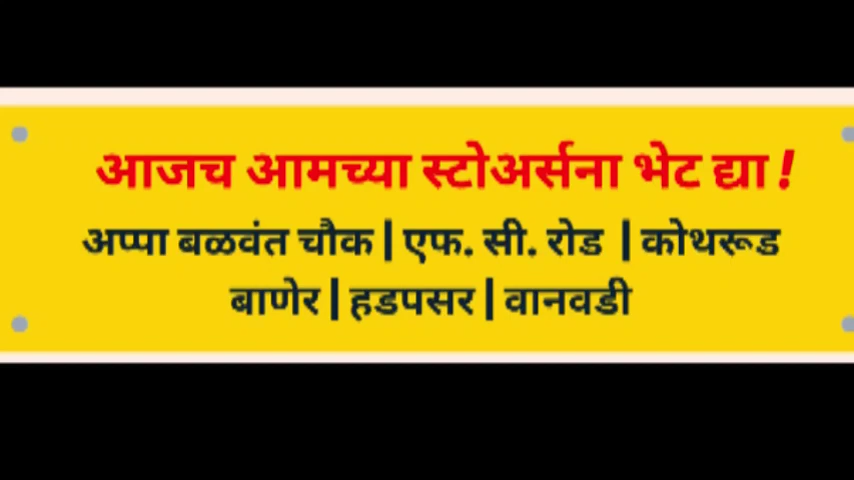 आजच आमच्या स्टोअर्सना भेट द्या!
अप्पा बळवंत चौक | एफ. सी. रोड | कोथरूड
बाणेर | हडपसर | वानवडी